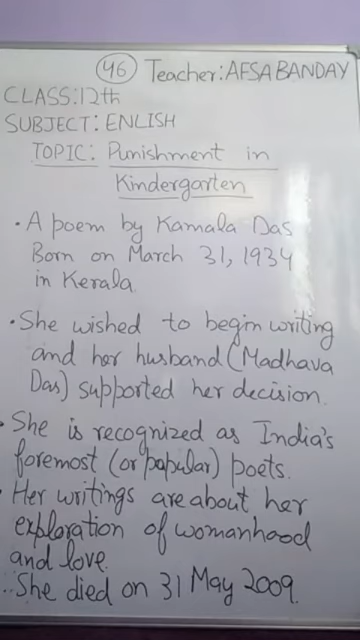 46 Teacher: AFSA BANDAY
CLASS:12th
SUBJECT: ENLISH
TOPIC: Punishment in
Kindergarten
• A poem by Kamala Das
Born on March 31, 1934
in Kerala.
• She wished to begin writing
and her husband (Madhava
Das) supported her decision.
• She is recognized as India's
foremost (or popular) poets.
• Her writings are about her
exploration of womanhood
and love.
• She died on 31 May 2009.